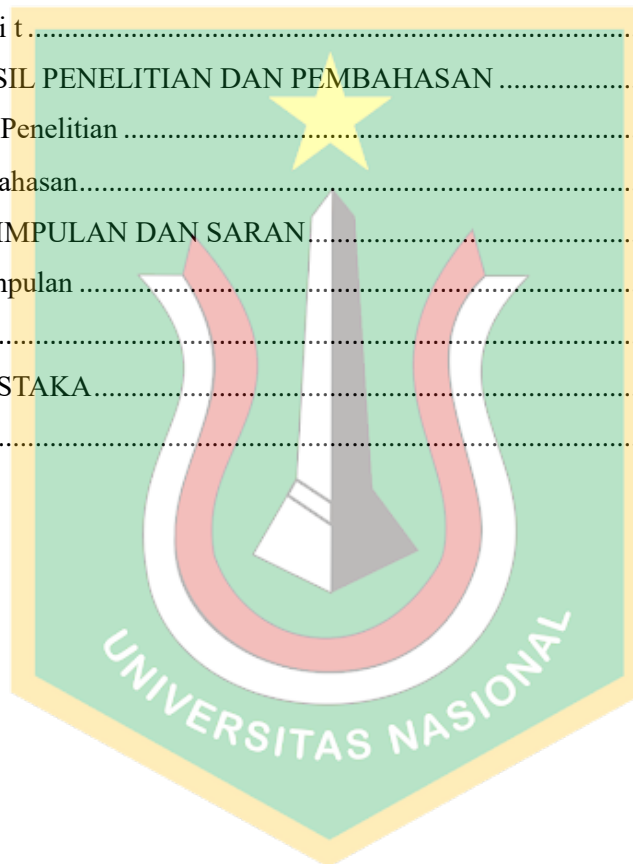 i t ................................................................................
SIL PENELITIAN DAN PEMBAHASAN ..................
Penelitian ....................................................................
ahasan..........................................................................
IMPULAN DAN SARAN............................................
npulan .........................................................................
....................................................................................
STAKA........................................................................
....................................................................................
UNIVERSITAS NASIONAL